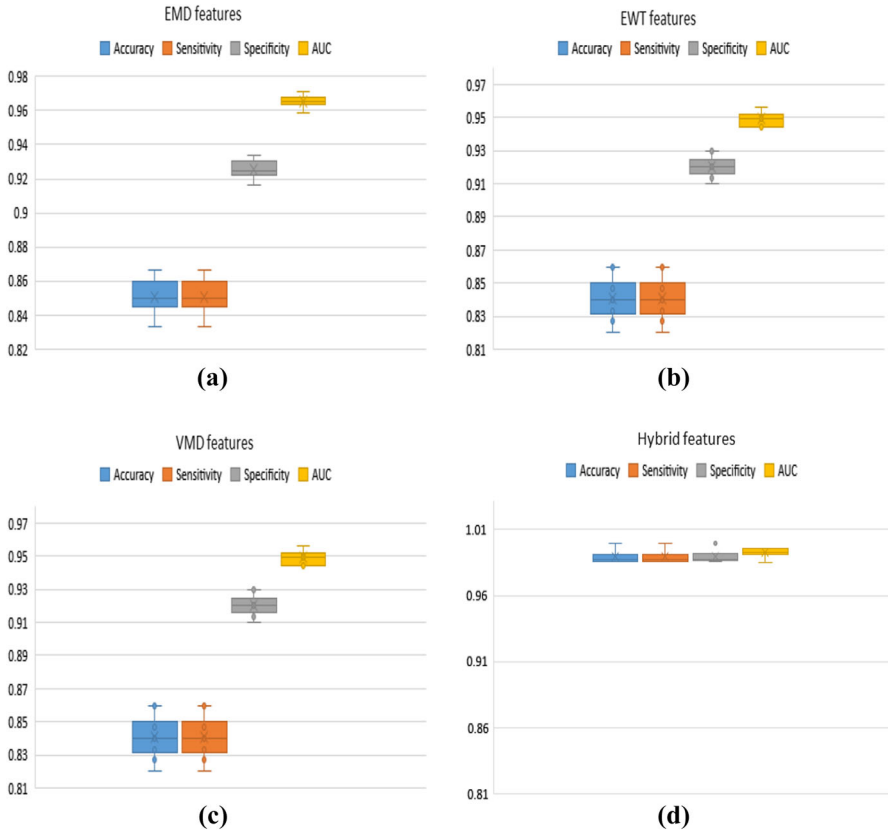 EMD features
Accuracy Sensitivity Specificity AUC
0.98
0.96
0.94
0.92
0.9
0.88
0.86
0.84
0.82
(a)
EWT features
Accuracy Sensitivity Specificity AUC
0.97
0.95
0.93
0.91
0.89
0.87
0.85
0.83
0.81
(b)
VMD features
Accuracy Sensitivity Specificity AUC
0.97
0.95
0.93
0.91
0.89
0.87
0.85
0.83
0.81
(c)
Hybrid features
Accuracy Sensitivity Specificity AUC
1.01
0.96
0.91
0.86
0.81
(d)